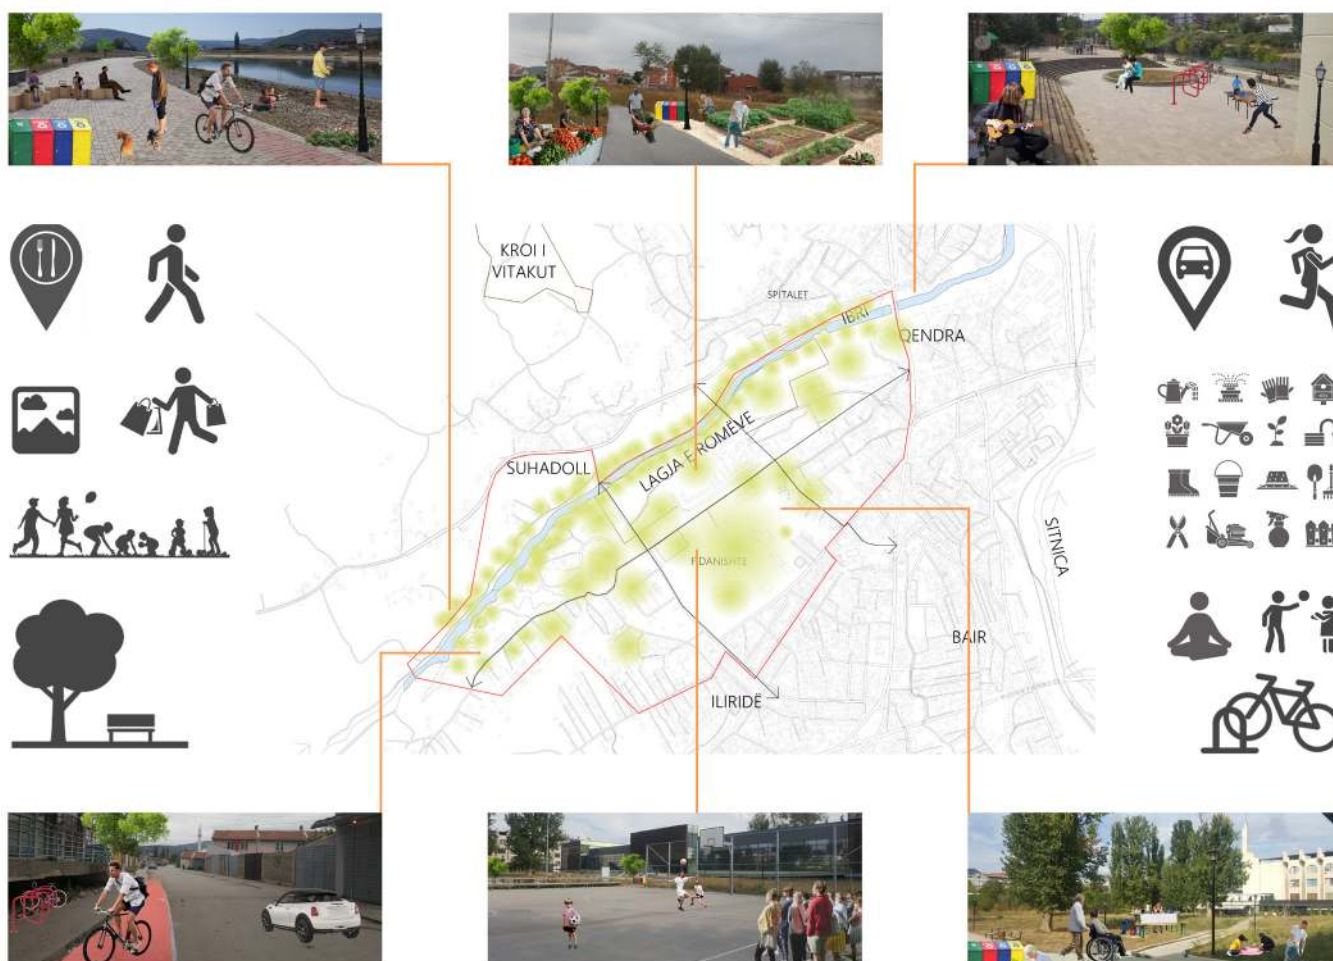 KROI I
VITAKUT
SPITALET
IBRI
QENDRA
LAGJA E ROMËVE
SUHADOLL
FIDANISHTE
SITNICA
BAIR
ILIRIDË